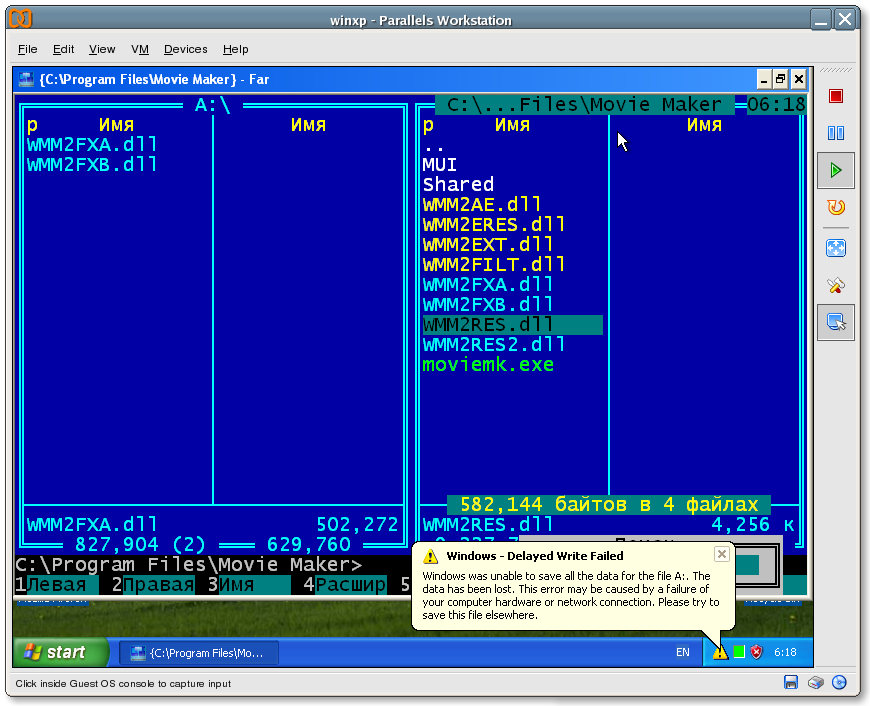 winxp - Parallels Workstation
File Edit View VM Devices Help
{C:\Program Files\Movie Maker} - Far
A:\
C:\...Files\Movie Maker
06:18
р Имя Имя
WMM2FXA.dll
WMM2FXB.dll
р Имя Имя
..
MUI
Shared
WMM2AE.dll
WMM2ERES.dll
WMM2EXT.dll
WMM2FILT.dll
WMM2FXA.dll
WMM2FXB.dll
WMM2RES.dll
WMM2RES2.dll
moviemk.exe
582,144 байтов в 4 файлах
WMM2FXA.dll 502,272
827,904 (2) 629,760
WMM2RES.dll 4,256 к
C:\Program Files\Movie Maker>
1Левая 2Правая 3Имя 4Расшир 5
Windows - Delayed Write Failed
Windows was unable to save all the data for the file A:. The
data has been lost. This error may be caused by a failure of
your computer hardware or network connection. Please try to
save this file elsewhere.
start
{C:\Program Files\Mo...
EN
6:18
Click inside Guest OS console to capture input